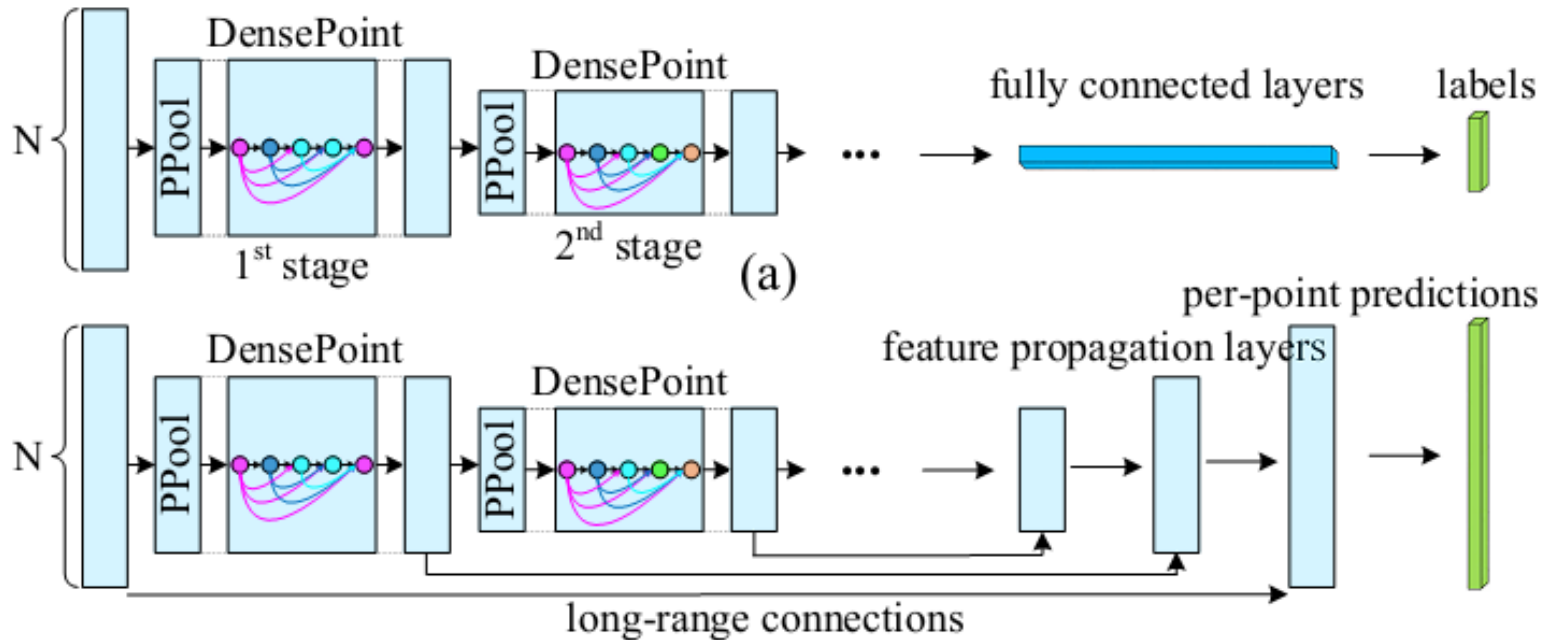 DensePoint
DensePoint
fully connected layers
labels
N
PPool
PPool
...
1st stage
2nd stage
(a)
per-point predictions
DensePoint
feature propagation layers
DensePoint
N
PPool
PPool
...
long-range connections